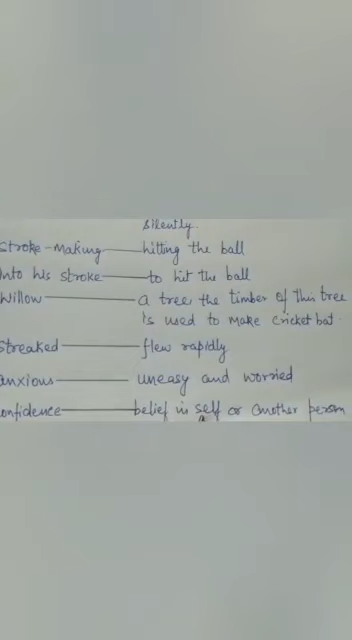 silently.
Stroke-Making——hitting the ball
Into his stroke——to hit the ball
Willow——a tree the timber of this tree
is used to make cricket bat.
Streaked——flew rapidly
anxious——uneasy and worried
onfidence——belief in self or another person